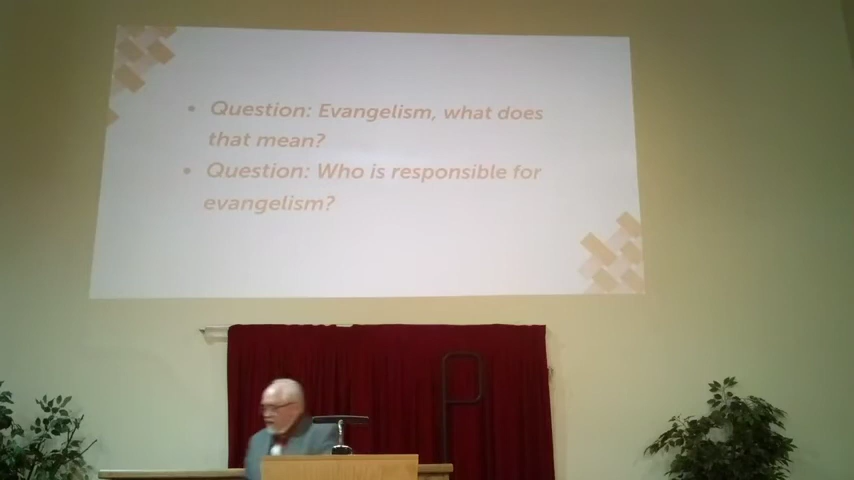 • Question: Evangelism, what does
that mean?
• Question: Who is responsible for
evangelism?